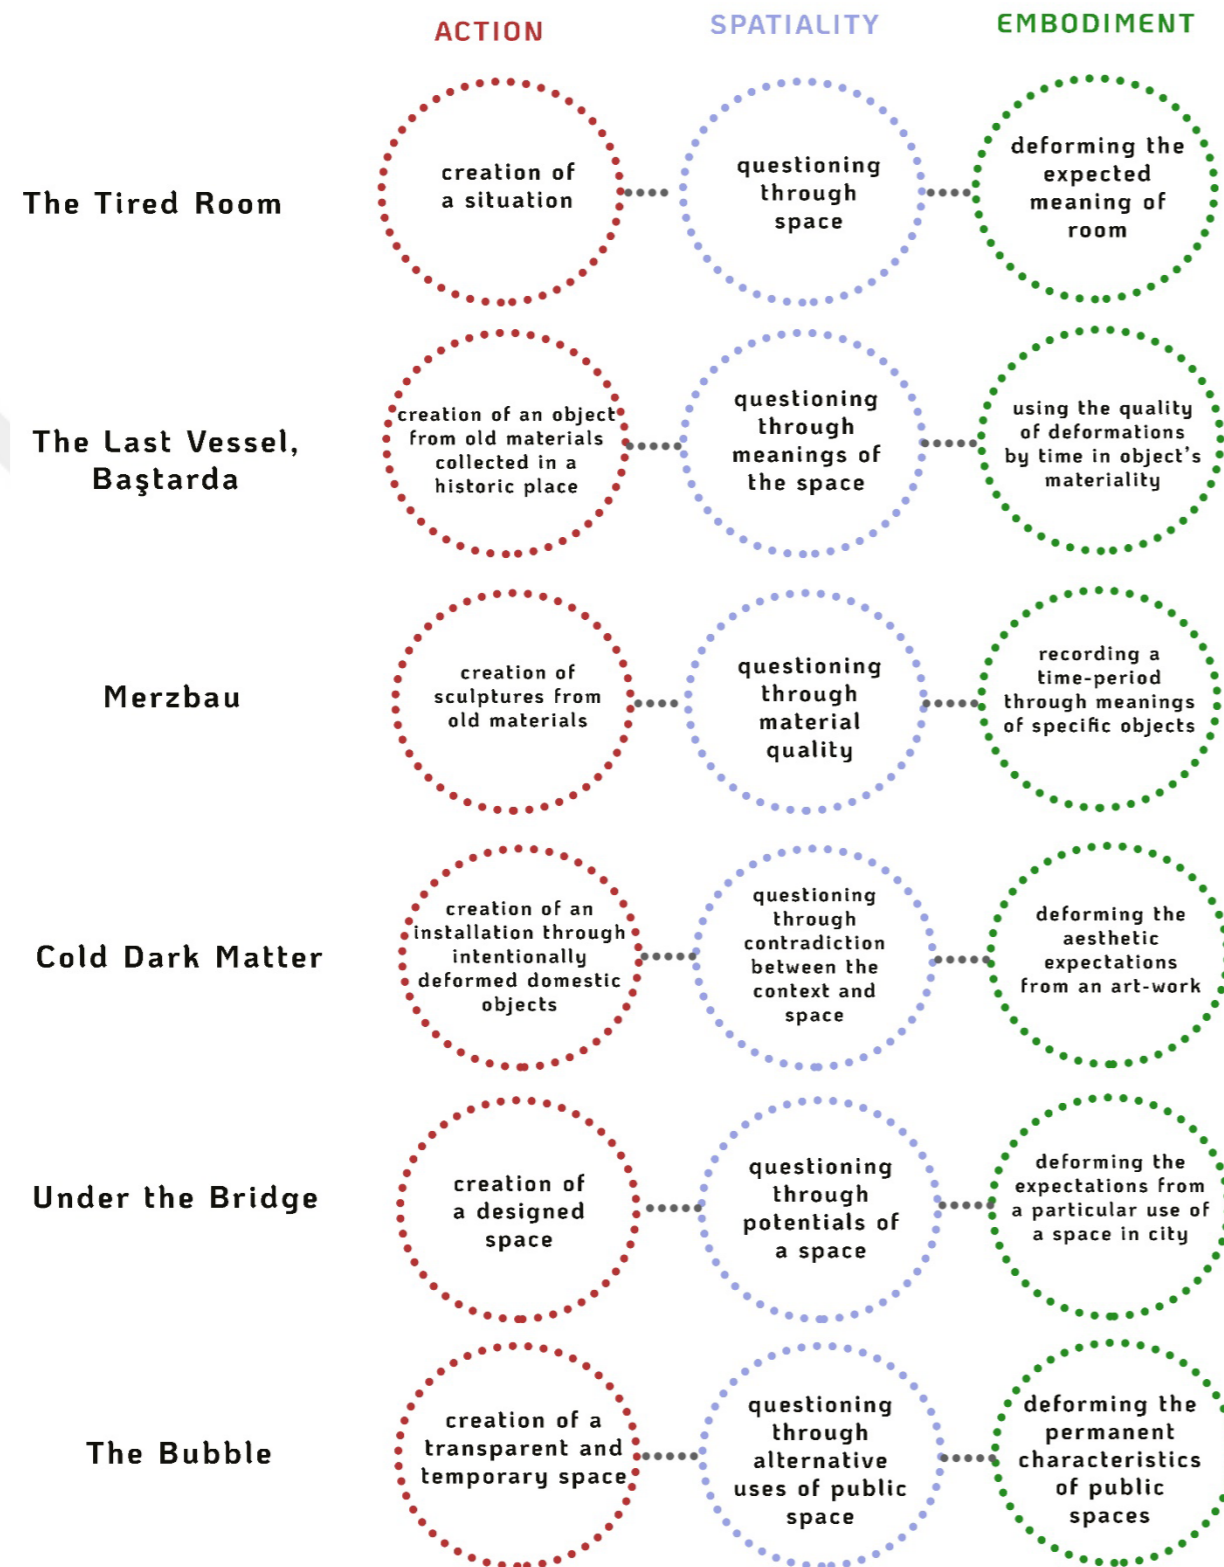 ACTION
SPATIALITY
EMBODIMENT
The Tired Room
creation of
a situation
questioning
through
space
deforming the
expected
meaning of
room
The Last Vessel,
Baştarda
creation of an object
from old materials
collected in a
historic place
questioning
through
meanings of
the space
using the quality
of deformations
by time in object's
materiality
Merzbau
creation of
sculptures from
old materials
questioning
through
material
quality
recording a
time-period
through meanings
of specific objects
Cold Dark Matter
creation of an
installation through
intentionally
deformed domestic
objects
questioning
through
contradiction
between the
context and
space
deforming the
aesthetic
expectations
from an art-work
Under the Bridge
creation of
a designed
space
questioning
through
potentials of
a space
deforming the
expectations from
a particular use of
a space in city
The Bubble
creation of a
transparent and
temporary space
questioning
through
alternative
uses of public
space
deforming the
permanent
characteristics
of public
spaces